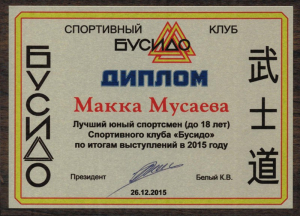 СПОРТИВНЫЙ КЛУБ
БУСИДО
ДИПЛОМ
Макка Мусаева
Лучший юный спортсмен (до 18 лет)
Спортивного клуба «Бусидо»
по итогам выступлений в 2015 году
Президент Белый К.В.
26.12.2015
БУСИДО
武士道